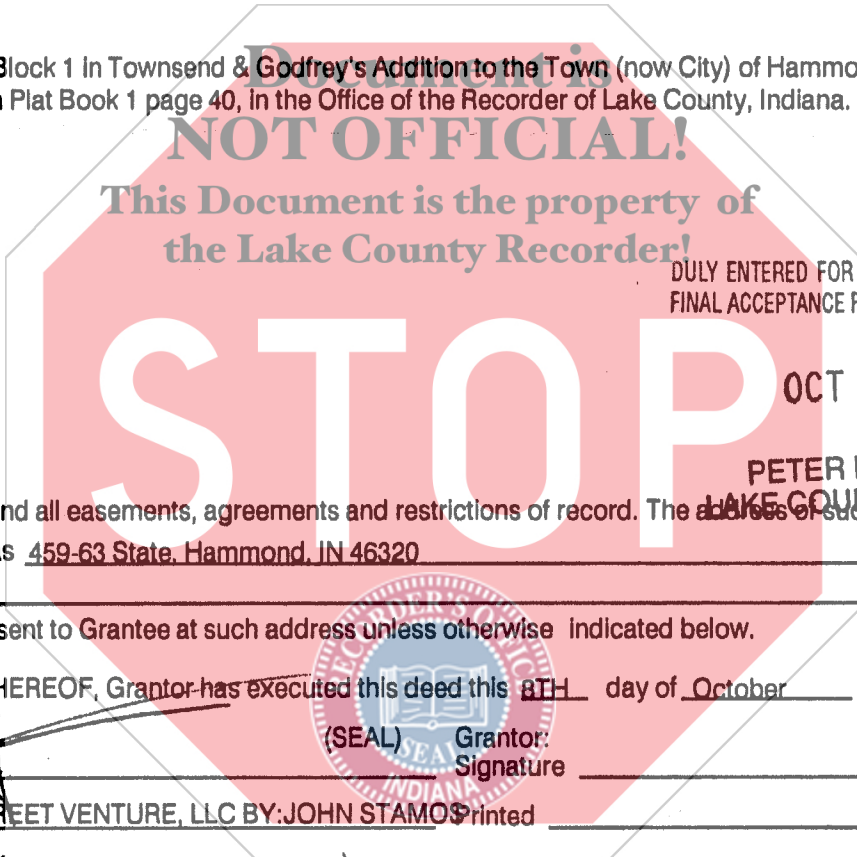 Document is
Block 1 in Townsend & Godfrey's Addition to the Town (now City) of Hammo
Plat Book 1 page 40, in the Office of the Recorder of Lake County, Indiana.
NOT OFFICIAL!
This Document is the property of
the Lake County Recorder!
DULY ENTERED FOR
FINAL ACCEPTANCE F
STOP
OCT
PETER
LAKE COU
nd all easements, agreements and restrictions of record. The address of suc
s 459-63 State, Hammond, IN 46320
sent to Grantee at such address unless otherwise indicated below.
HEREOF, Grantor has executed this deed this 8TH day of October
(SEAL) Grantor:
Signature
REET VENTURE, LLC BY:JOHN STAMOS Printed
RECORDER'S OFFICE
SEAL
INDIANA